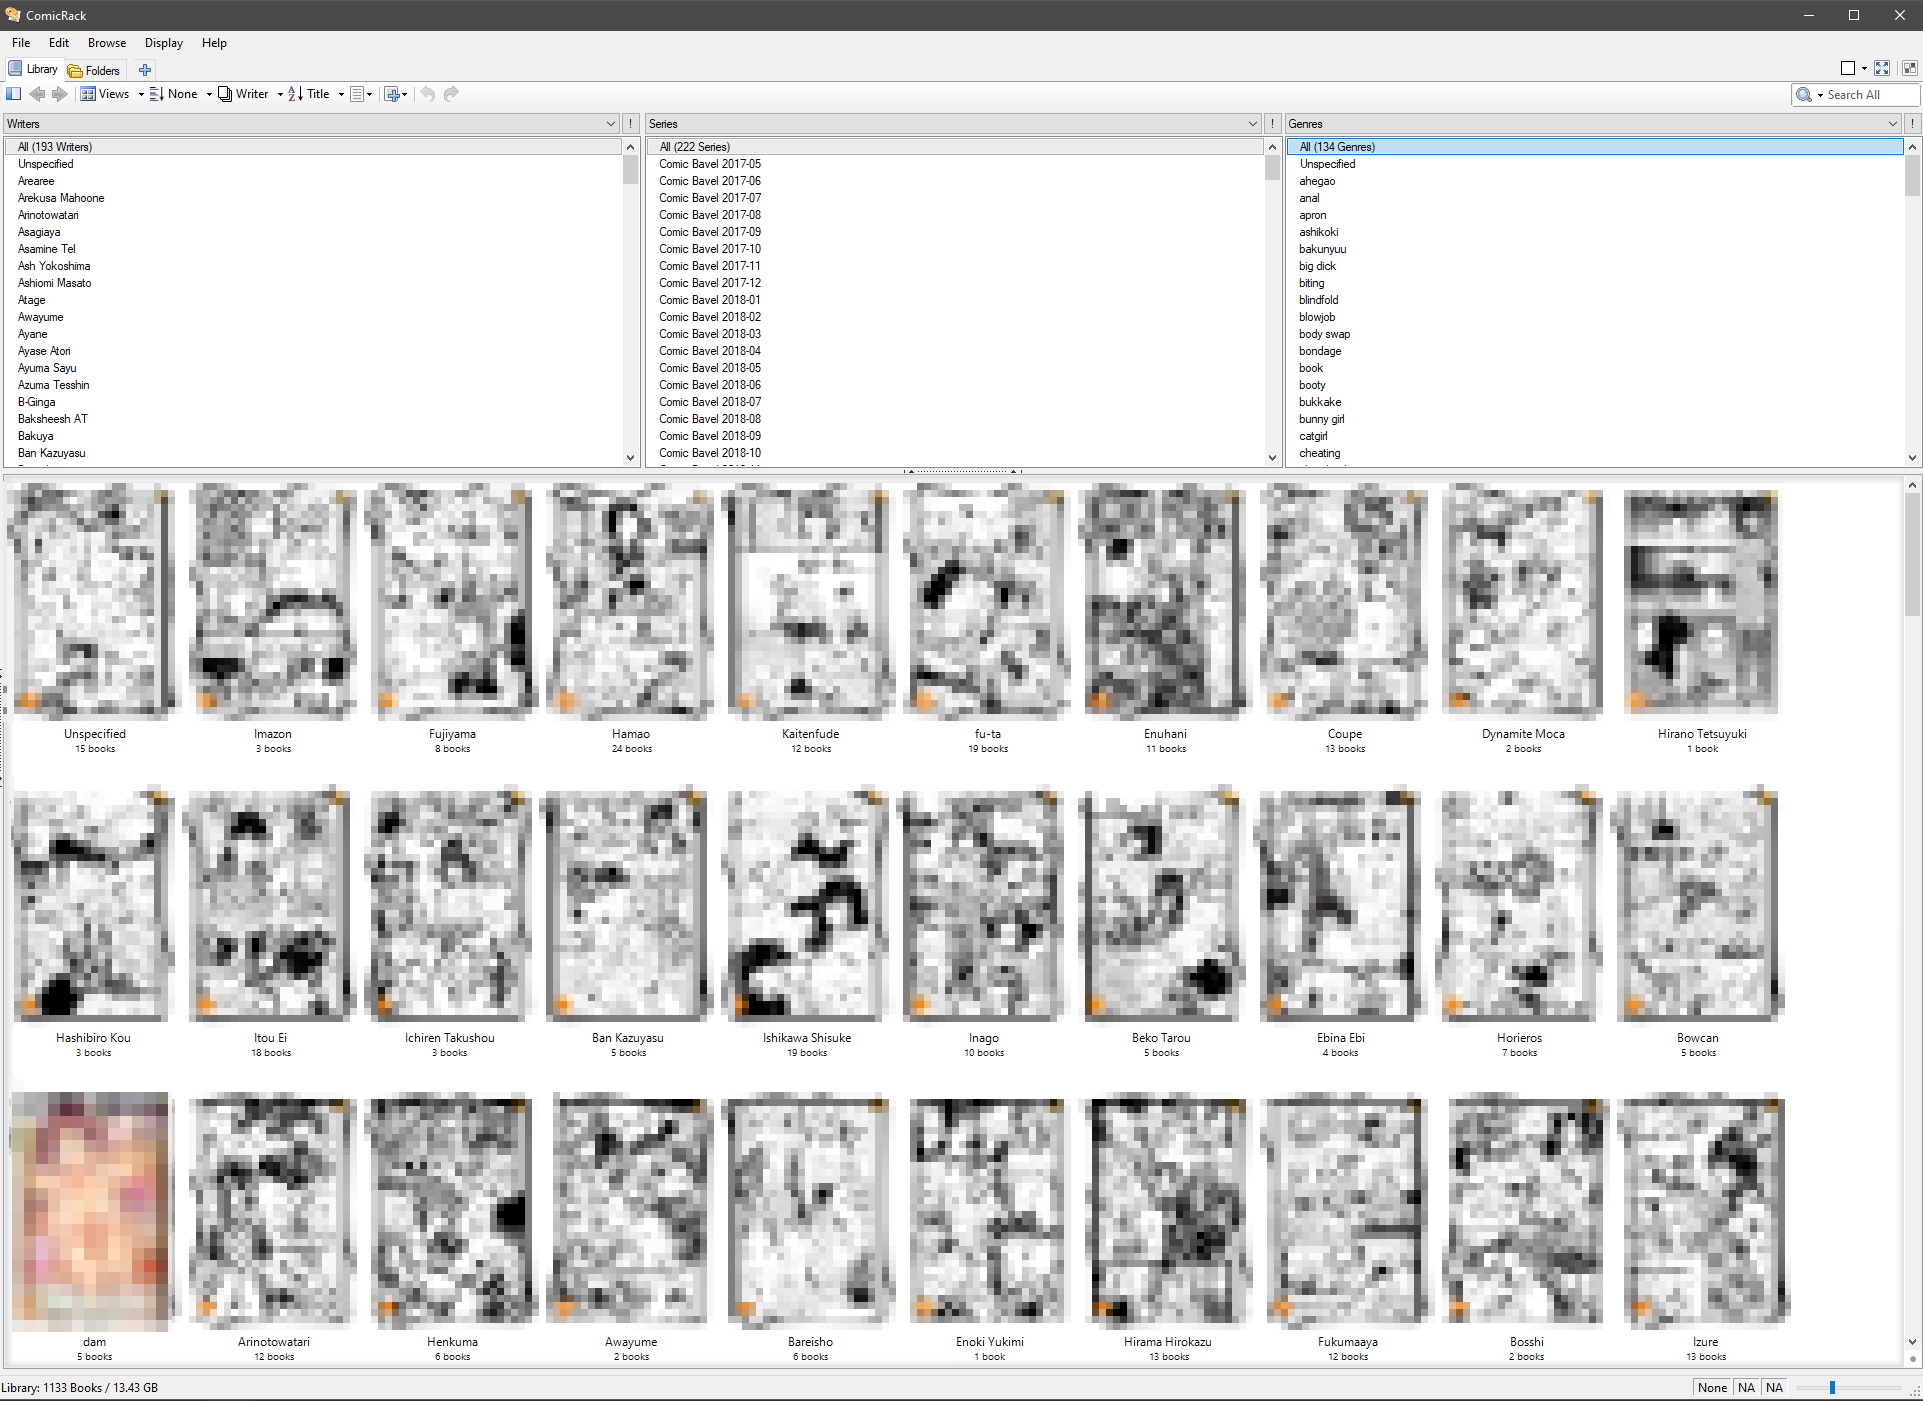 ComicRack
File Edit Browse Display Help
Library Folders
Views None Writer Title Search All
Writers ! Series ! Genres !
All (193 Writers)
Unspecified
Arearee
Arekusa Mahoone
Arinotowatari
Asagiaya
Asamine Tel
Ash Yokoshima
Ashiomi Masato
Atage
Awayume
Ayane
Ayase Atori
Ayuma Sayu
Azuma Tesshin
B-Ginga
Baksheesh AT
Bakuya
Ban Kazuyasu
All (222 Series)
Comic Bavel 2017-05
Comic Bavel 2017-06
Comic Bavel 2017-07
Comic Bavel 2017-08
Comic Bavel 2017-09
Comic Bavel 2017-10
Comic Bavel 2017-11
Comic Bavel 2017-12
Comic Bavel 2018-01
Comic Bavel 2018-02
Comic Bavel 2018-03
Comic Bavel 2018-04
Comic Bavel 2018-05
Comic Bavel 2018-06
Comic Bavel 2018-07
Comic Bavel 2018-08
Comic Bavel 2018-09
Comic Bavel 2018-10
All (134 Genres)
Unspecified
ahegao
anal
apron
ashikoki
bakunyuu
big dick
biting
blindfold
blowjob
body swap
bondage
book
booty
bukkake
bunny girl
catgirl
cheating
Unspecified Imazon Fujiyama Hamao Kaitenfude fu-ta Enuhani Coupe Dynamite Moca Hirano Tetsuyuki
15 books 3 books 8 books 24 books 12 books 19 books 11 books 13 books 2 books 1 book
Hashibiro Kou Itou Ei Ichiren Takushou Ban Kazuyasu Ishikawa Shisuke Inago Beko Tarou Ebina Ebi Horieros Bowcan
3 books 18 books 3 books 5 books 19 books 10 books 5 books 4 books 7 books 5 books
dam Arinotowatari Henkuma Awayume Bareisho Enoki Yukimi Hirama Hirokazu Fukumaaya Bosshi Izure
5 books 12 books 6 books 2 books 6 books 1 book 13 books 12 books 2 books 13 books
Library: 1133 Books / 13.43 GB None NA NA